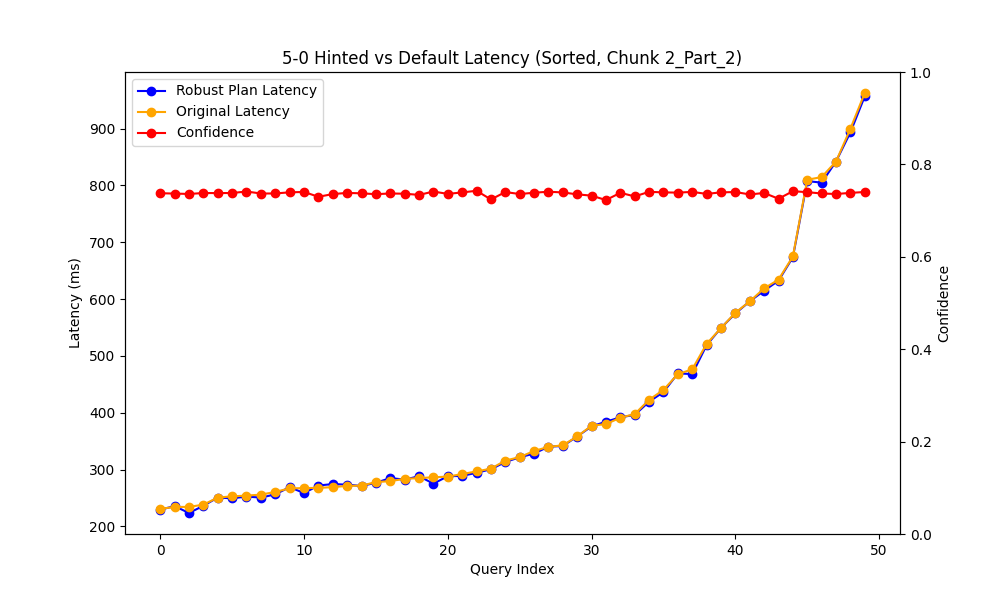 5-0 Hinted vs Default Latency (Sorted, Chunk 2_Part_2)
Robust Plan Latency
Original Latency
Confidence
Latency (ms)
900
800
700
600
500
400
300
200
1.0
0.8
0.6
0.4
0.2
0.0
Confidence
0 10 20 30 40 50
Query Index